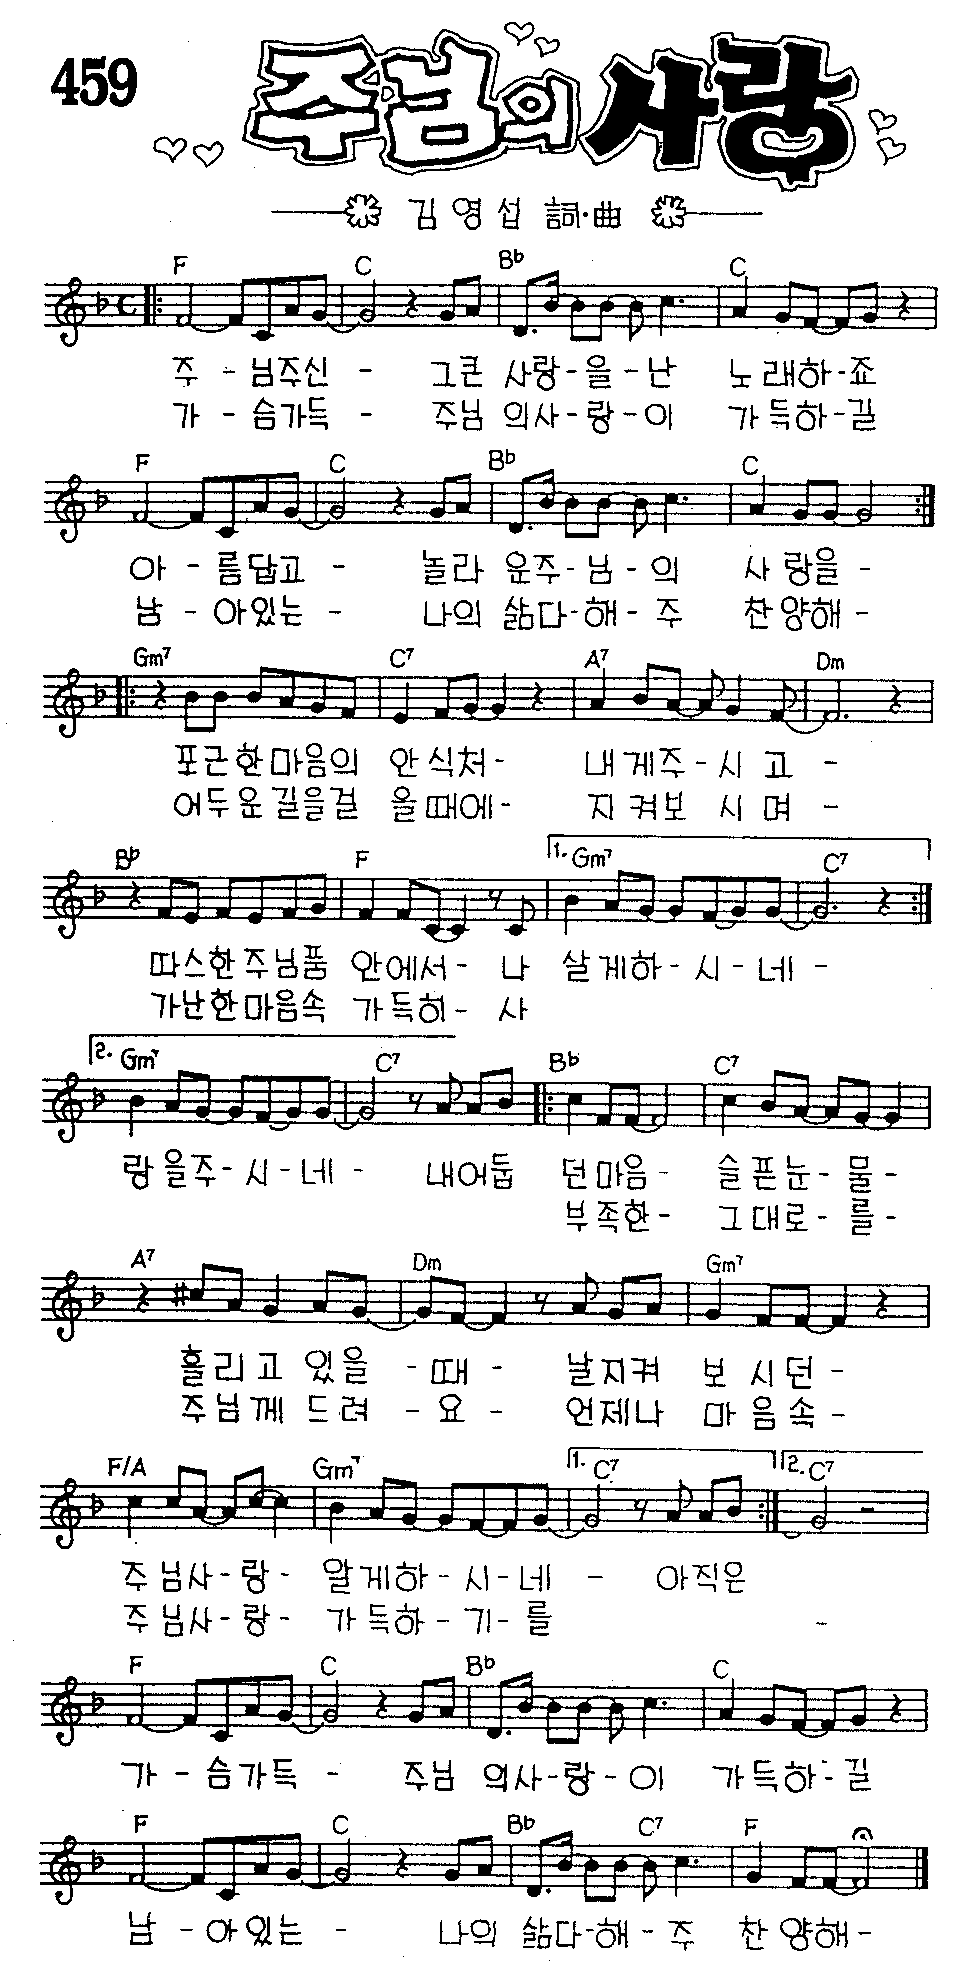 459
주님의 사랑
김영섭 詞·曲
F C B♭ C
주 - 님주신 - 그큰 사랑-을-난 노래하-죠
가 - 슴가득 - 주님 의사-랑-이 가득하-길
F C B♭ C
아 - 름답고 - 놀라 운주-님-의 사랑을-
남 - 아있는 - 나의 삶다-해-주 찬양해-
Gm7 C7 A7 Dm
포근한마음의 안식처- 내게주-시고 -
어두운길을걸 올때에- 지켜보 시며 -
B♭ F 1. Gm7 C7
따스한주님품 안에서- 나 살게하-시-네 -
가난한마음속 가득히- 사
2. Gm7 C7 B♭ C7
랑을주-시-네- 내어둡 던마음- 슬픈눈-물-
부족한- 그대로-를-
A7 Dm Gm7
흘리고 있을 -때- 날지켜 보시던-
주님께 드려 -요- 언제나 마음속-
F/A Gm7 1. C7 2. C7
주님사-랑- 알게하-시-네 - 아직은
주님사-랑- 가득하-기-를 -
F C B♭ C
가 - 슴가득 - 주님 의사-랑-이 가득하-길
F C B♭ C7 F
남 - 아있는 - 나의 삶다-해-주 찬양해-